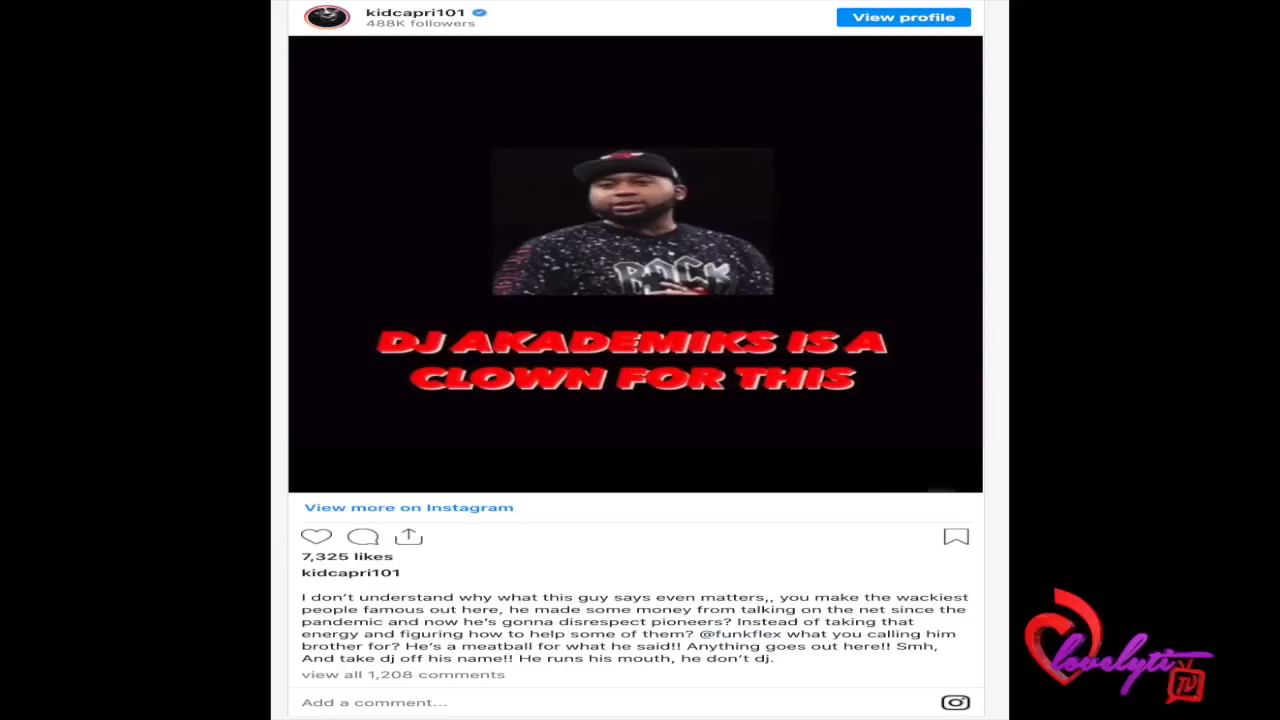 kidcapri101
488K followers
View profile
ROCK
DJ AKADEMIKS IS A
CLOWN FOR THIS
View more on Instagram
7,325 likes
kidcapri101
I don't understand why what this guy says even matters,, you make the wackiest
people famous out here, he made some money from talking on the net since the
pandemic and now he's gonna disrespect pioneers? Instead of taking that
energy and figuring how to help some of them? @funkflex what you calling him
brother for? He's a meatball for what he said!! Anything goes out here!! Smh,
And take dj off his name!! He runs his mouth, he don't dj.
view all 1,208 comments
Add a comment...
lovelyti
TV